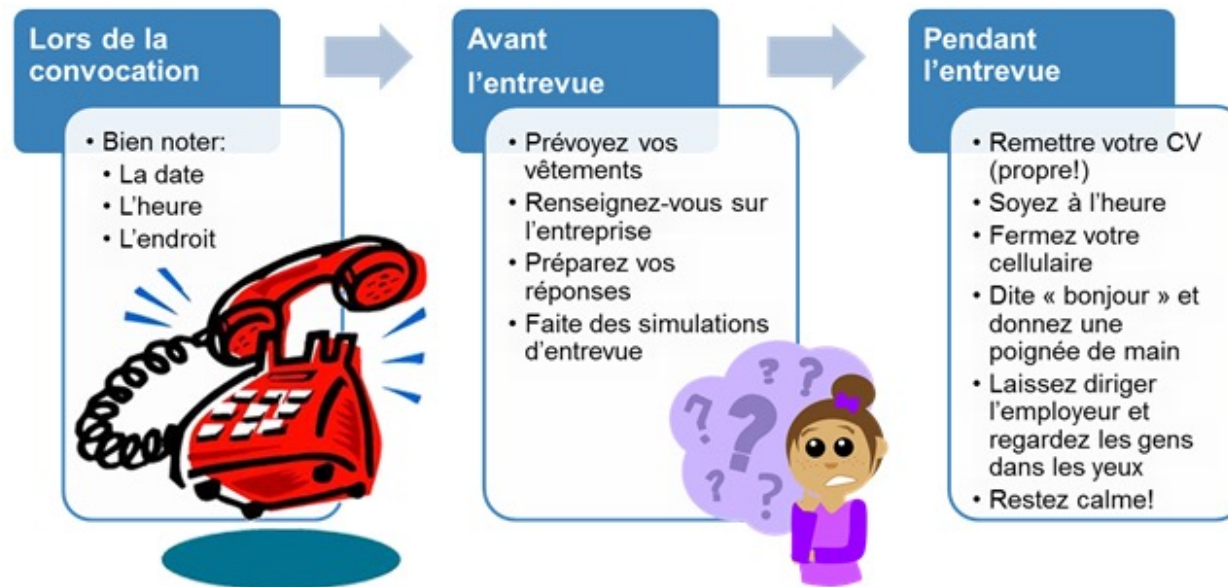 Lors de la
convocation
• Bien noter:
• La date
• L'heure
• L'endroit
Avant
l'entrevue
• Prévoyez vos
vêtements
• Renseignez-vous sur
l'entreprise
• Préparez vos
réponses
• Faite des simulations
d'entrevue
? ? ? ? ? ?
Pendant
l'entrevue
• Remettre votre CV
(propre!)
• Soyez à l'heure
• Fermez votre
cellulaire
• Dite « bonjour » et
donnez une
poignée de main
• Laissez diriger
l'employeur et
regardez les gens
dans les yeux
• Restez calme!